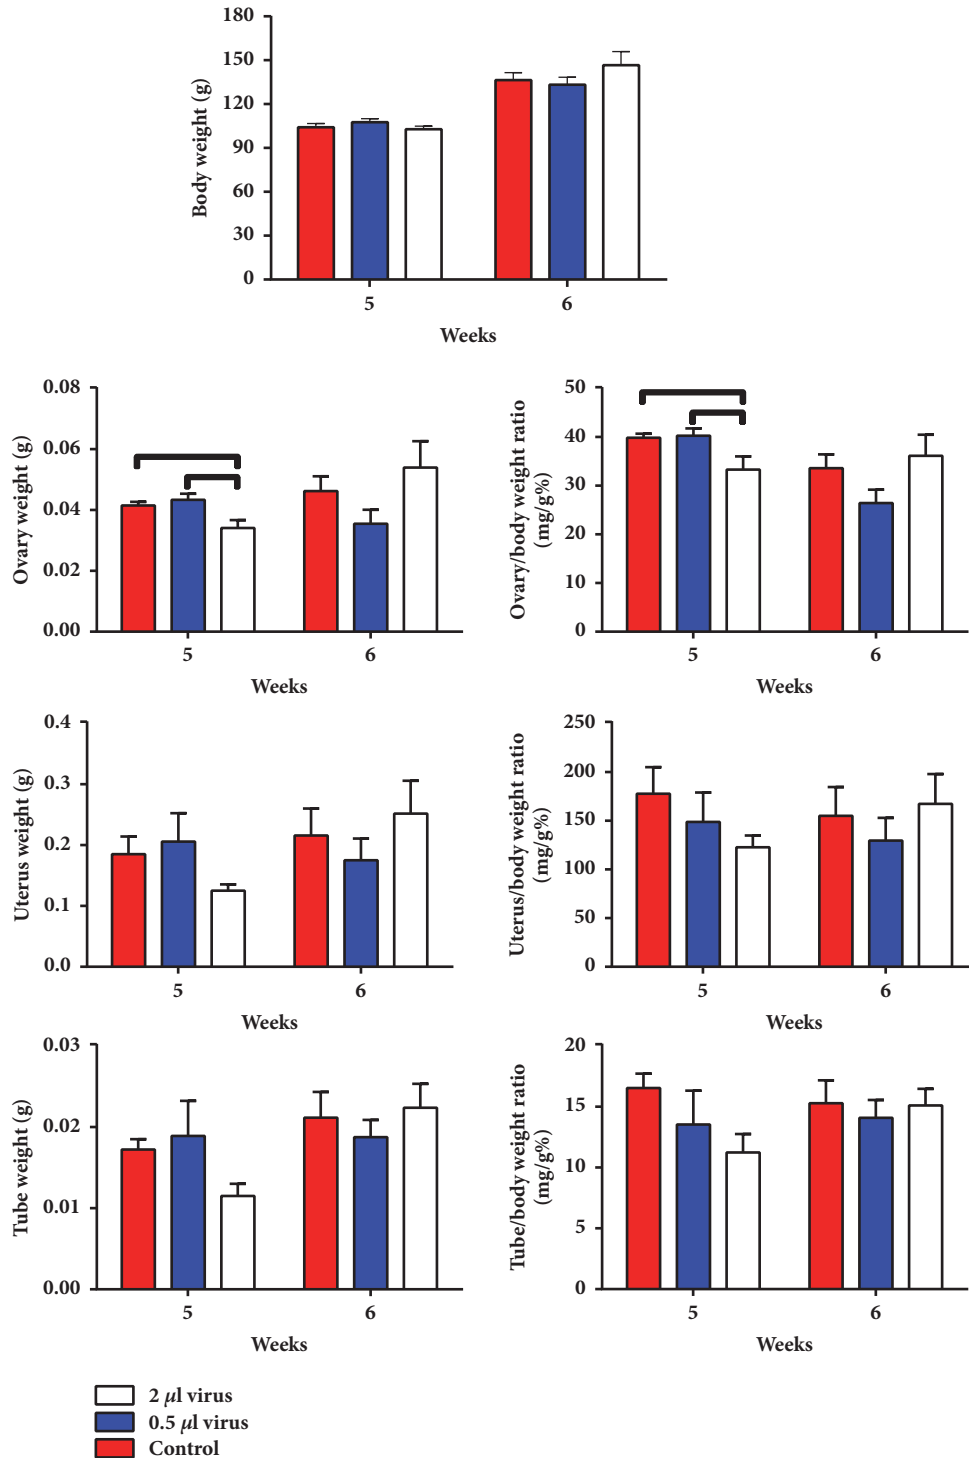 180
150
120
90
60
30
0
Body weight (g)
5
6
Weeks
0.08
0.06
0.04
0.02
0.00
Ovary weight (g)
5
6
Weeks
50
40
30
20
10
0
Ovary/body weight ratio
(mg/g%)
5
6
Weeks
0.4
0.3
0.2
0.1
0.0
Uterus weight (g)
5
6
Weeks
250
200
150
100
50
0
Uterus/body weight ratio
(mg/g%)
5
6
Weeks
0.03
0.02
0.01
0.00
Tube weight (g)
5
6
Weeks
20
15
10
5
0
Tube/body weight ratio
(mg/g%)
5
6
Weeks
2 μl virus
0.5 μl virus
Control